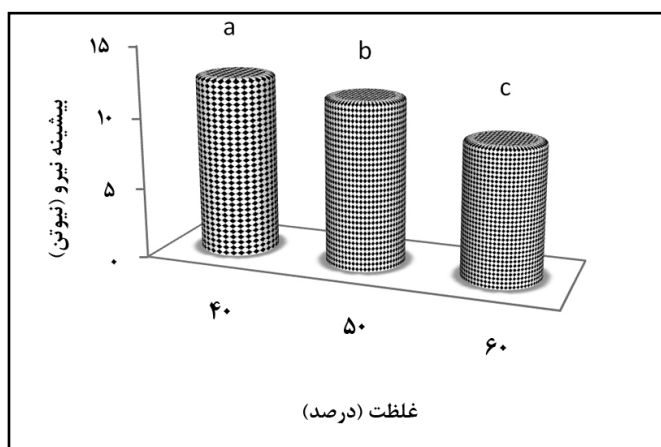 a
b
c
بیشینه نیرو (نیوتن)
۱۵
۱۰
۵
۰
۴۰
۵۰
۶۰
غلظت (درصد)